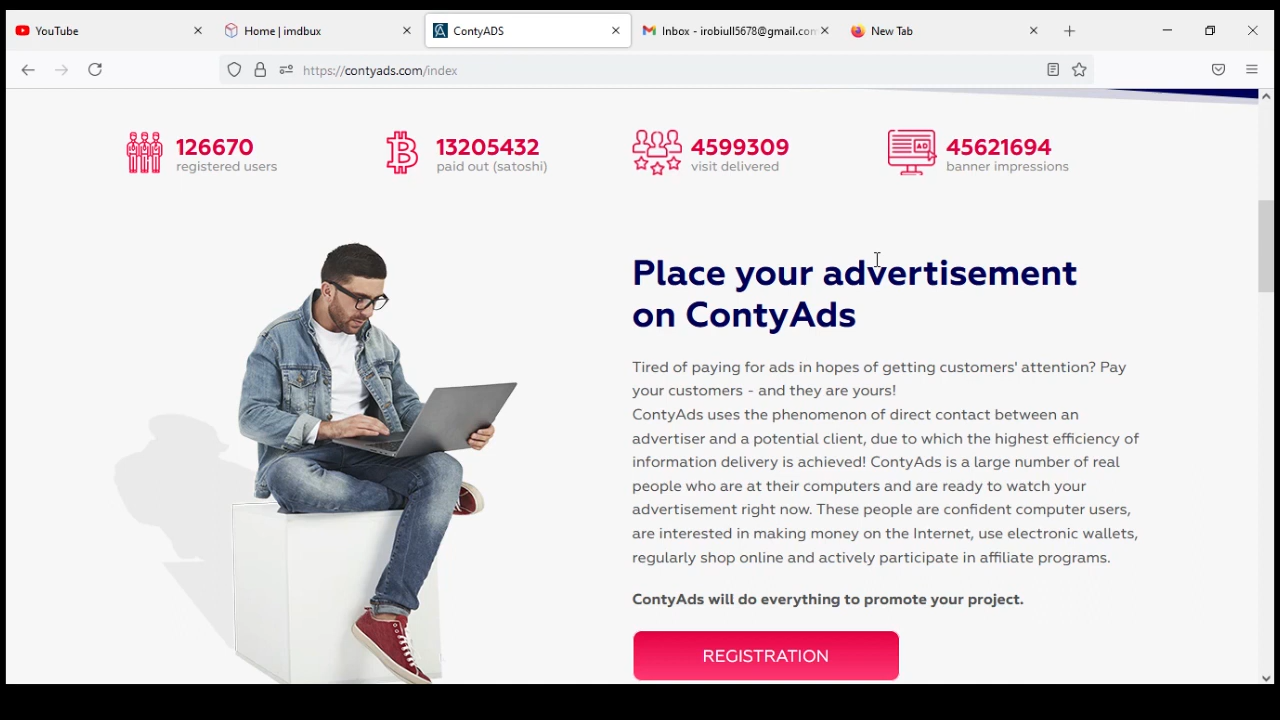 YouTube
Home | imdbux
ContyADS
Inbox - irobiull5678@gmail.com
New Tab
https://contyads.com/index
126670
registered users
13205432
paid out (satoshi)
4599309
visit delivered
AD
45621694
banner impressions
Place your advertisement
on ContyAds
Tired of paying for ads in hopes of getting customers' attention? Pay
your customers - and they are yours!
ContyAds uses the phenomenon of direct contact between an
advertiser and a potential client, due to which the highest efficiency of
information delivery is achieved! ContyAds is a large number of real
people who are at their computers and are ready to watch your
advertisement right now. These people are confident computer users,
are interested in making money on the Internet, use electronic wallets,
regularly shop online and actively participate in affiliate programs.
ContyAds will do everything to promote your project.
REGISTRATION